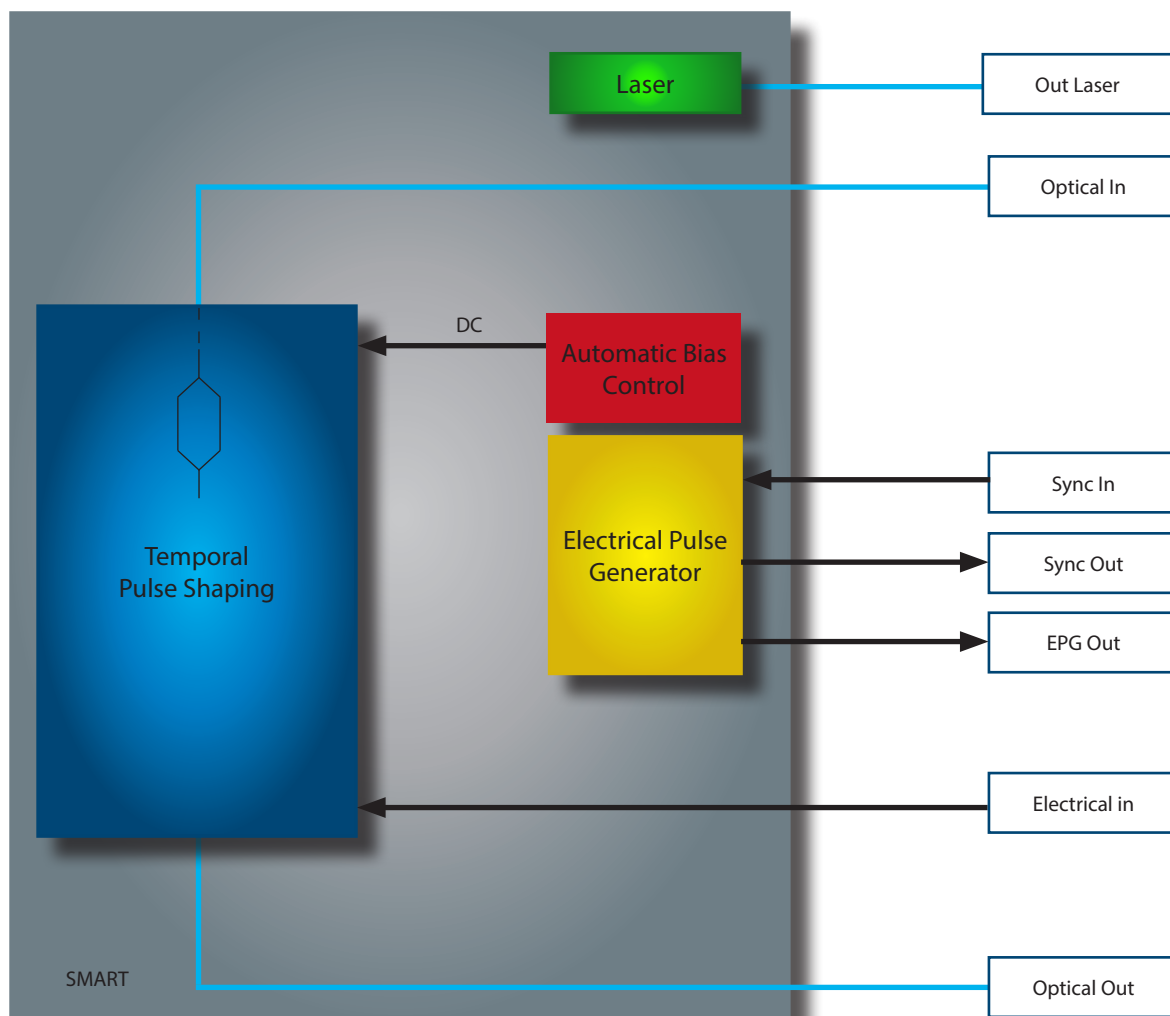 Laser
Out Laser
Optical In
DC
Automatic Bias
Control
Sync In
Electrical Pulse
Generator
Sync Out
Temporal
Pulse Shaping
EPG Out
Electrical in
SMART
Optical Out